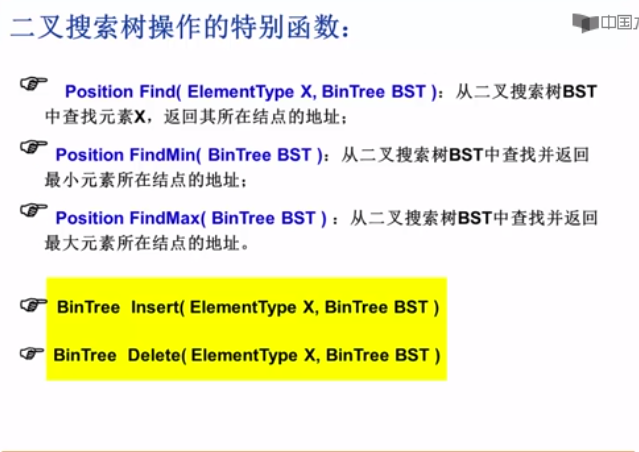 二叉搜索树操作的特别函数：
中国
Position Find( ElementType X, BinTree BST )：从二叉搜索树BST
中查找元素X，返回其所在结点的地址；
Position FindMin( BinTree BST )：从二叉搜索树BST中查找并返回
最小元素所在结点的地址；
Position FindMax( BinTree BST ) ：从二叉搜索树BST中查找并返回
最大元素所在结点的地址。
BinTree Insert( ElementType X, BinTree BST )
BinTree Delete( ElementType X, BinTree BST )